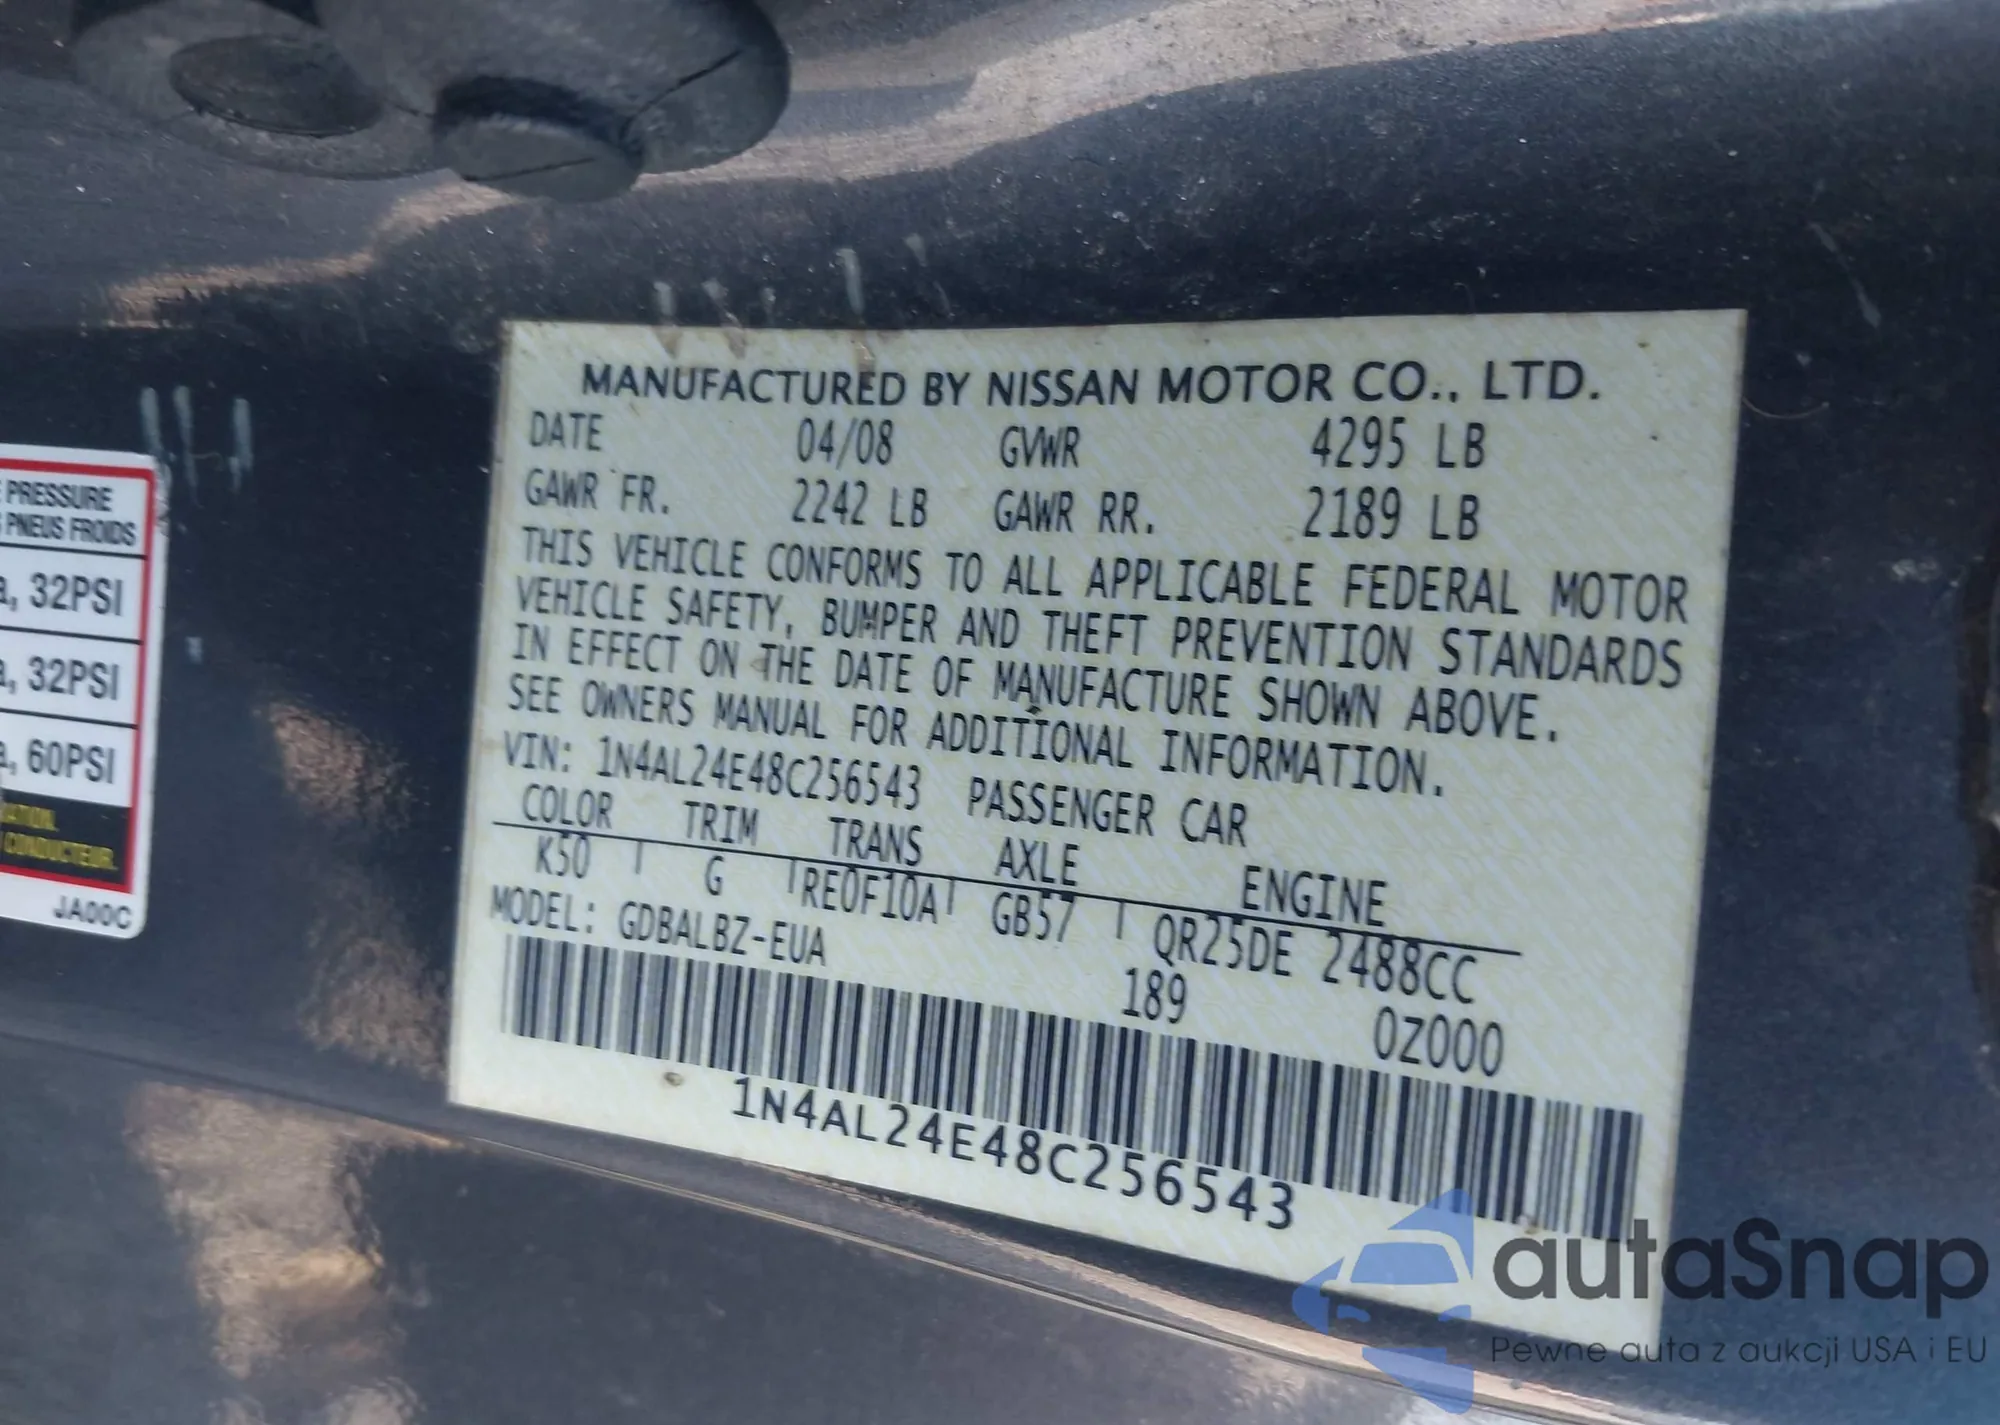 MANUFACTURED BY NISSAN MOTOR CO., LTD.
DATE 04/08 GVWR 4295 LB
GAWR FR. 2242 LB GAWR RR. 2189 LB
THIS VEHICLE CONFORMS TO ALL APPLICABLE FEDERAL MOTOR
VEHICLE SAFETY, BUMPER AND THEFT PREVENTION STANDARDS
IN EFFECT ON THE DATE OF MANUFACTURE SHOWN ABOVE.
SEE OWNERS MANUAL FOR ADDITIONAL INFORMATION.
VIN: 1N4AL24E48C256543 PASSENGER CAR
COLOR TRIM TRANS AXLE ENGINE
K50 G RE0F10A GB57 QR25DE 2488CC
MODEL: GDBALBZ-EUA 189 0Z000
1N4AL24E48C256543
PRESSURE
PNEUS FROIDS
a, 32PSI
a, 32PSI
a, 60PSI
CONDUCTEUR.
JA00C
autaSnap
Pewne auta z aukcji USA i EU